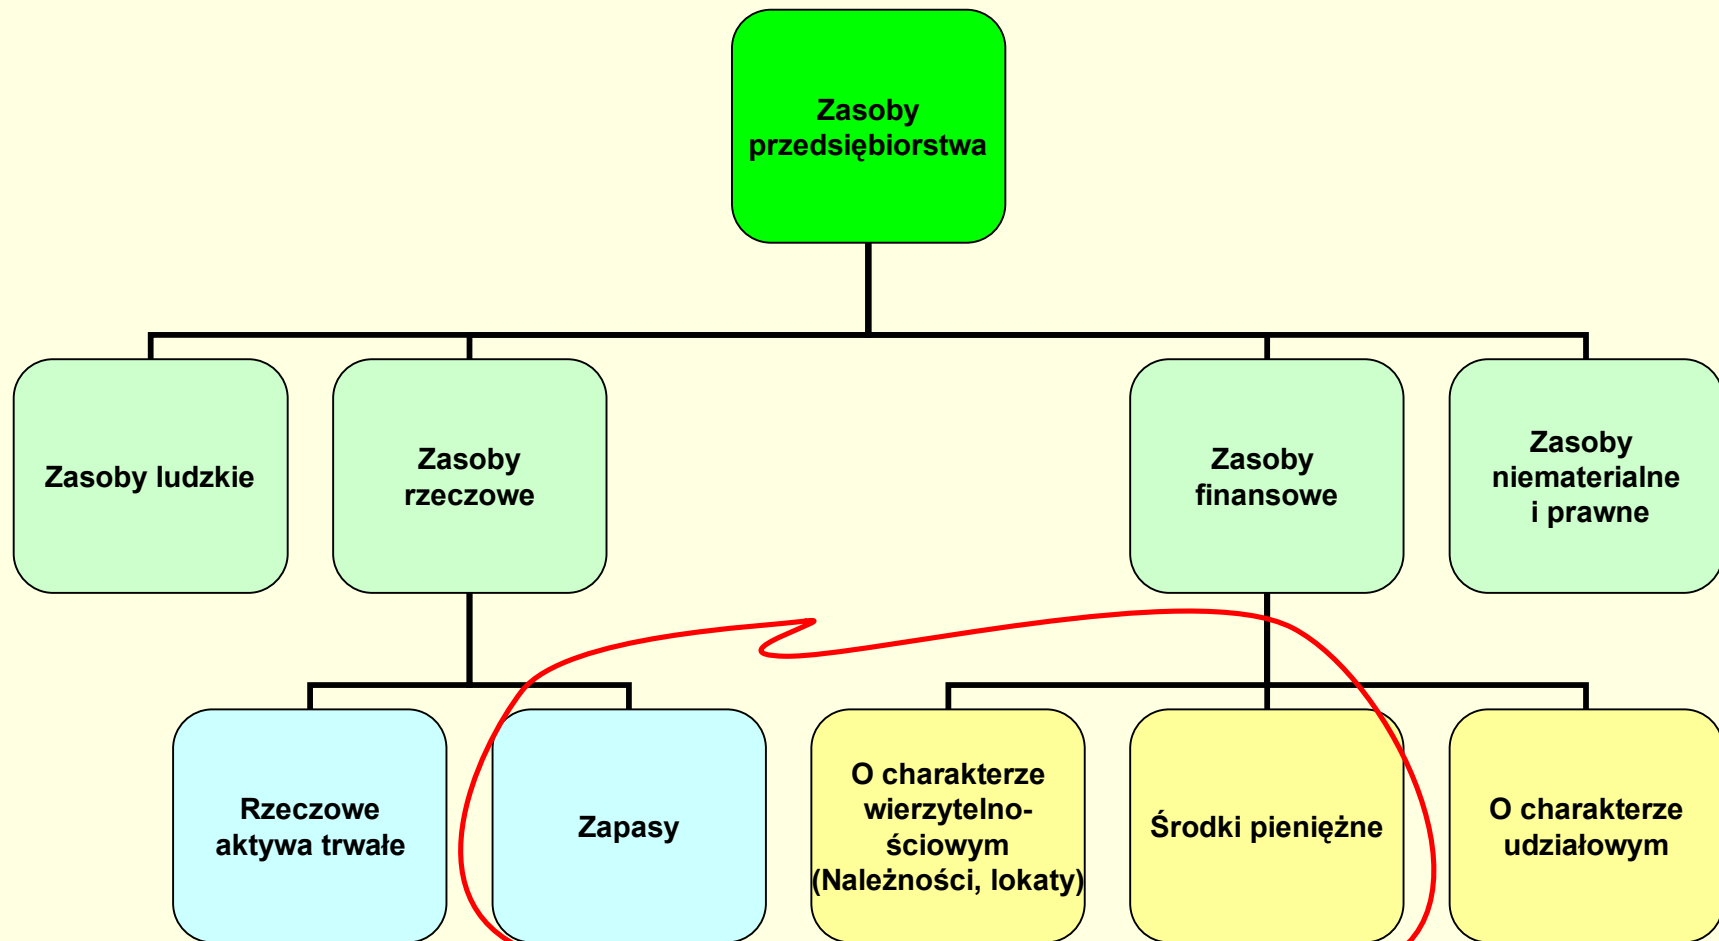 Zasoby
przedsiębiorstwa
Zasoby ludzkie
Zasoby
rzeczowe
Zasoby
finansowe
Zasoby
niematerialne
i prawne
Rzeczowe
aktywa trwałe
Zapasy
O charakterze
wierzytelno-
ściowym
(Należności, lokaty)
Środki pieniężne
O charakterze
udziałowym